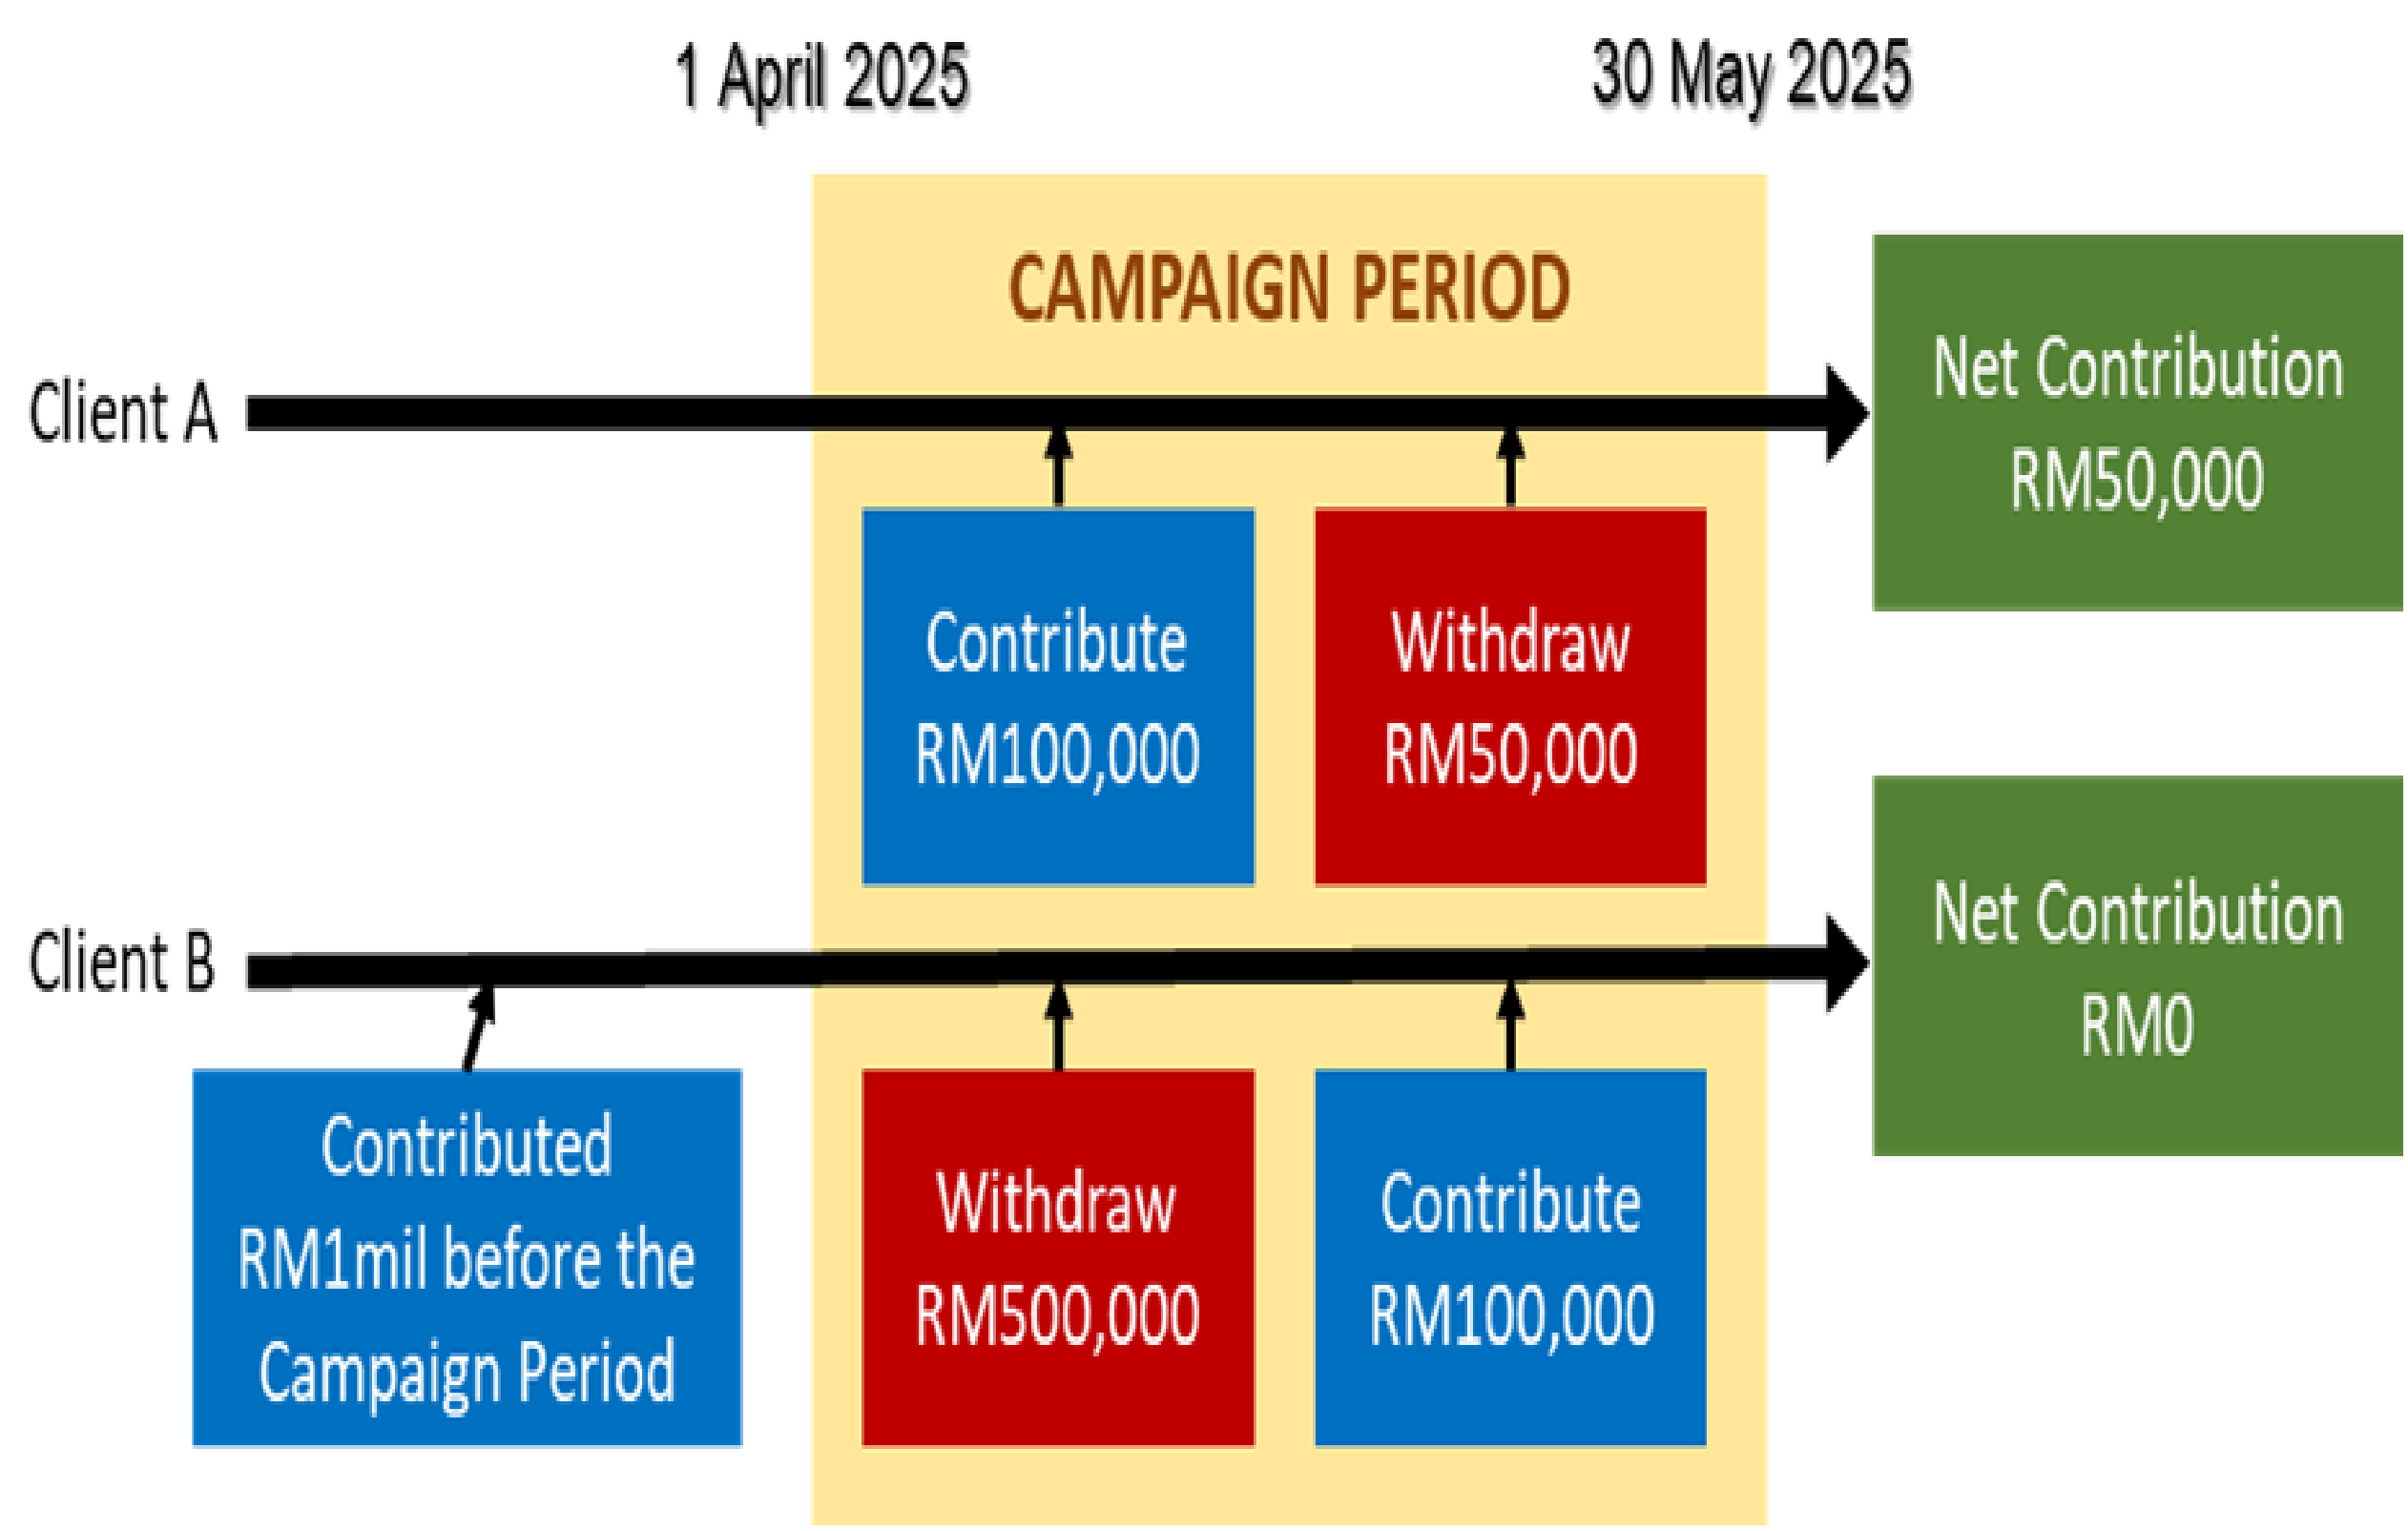 1 April 2025
30 May 2025
CAMPAIGN PERIOD
Client A
Net Contribution
RM50,000
Contribute
RM100,000
Withdraw
RM50,000
Client B
Net Contribution
RM0
Contributed
RM1mil before the
Campaign Period
Withdraw
RM500,000
Contribute
RM100,000